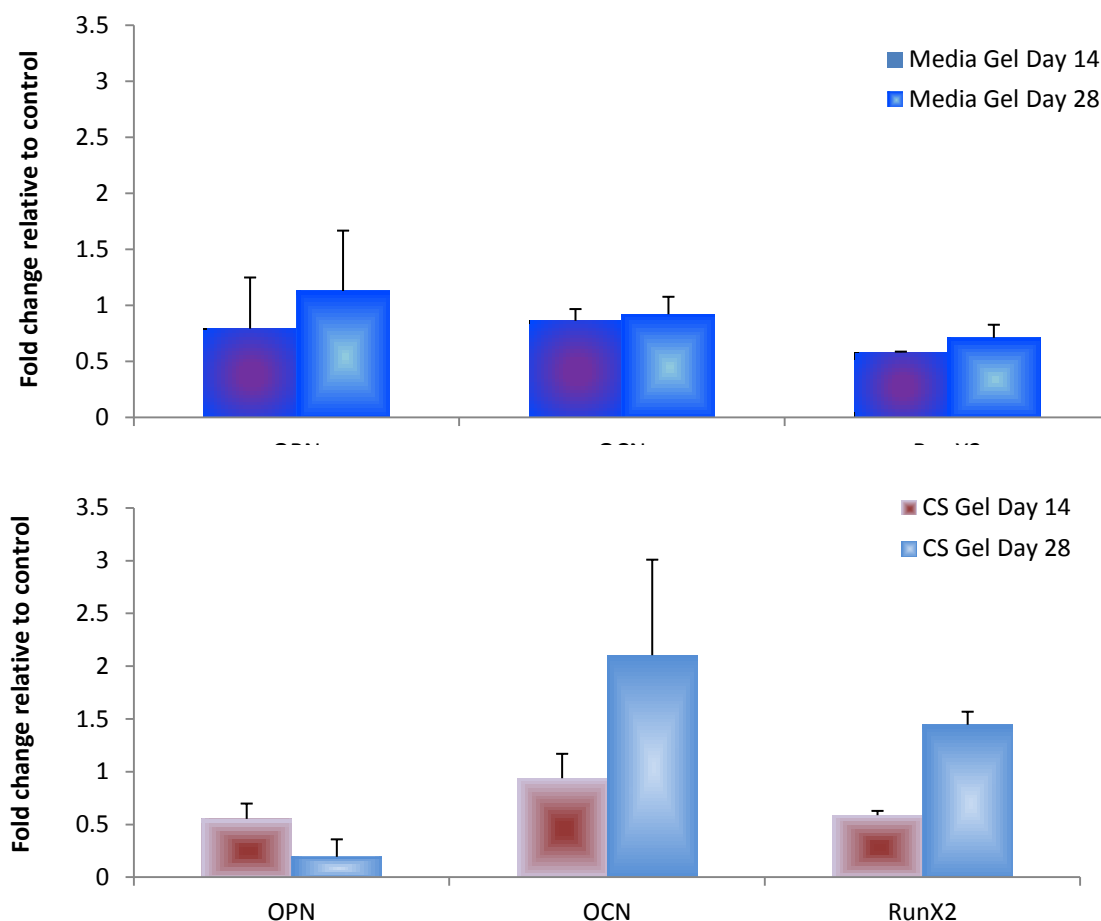 Fold change relative to control
3.5
3
2.5
2
1.5
1
0.5
0
Media Gel Day 14
Media Gel Day 28
Fold change relative to control
3.5
3
2.5
2
1.5
1
0.5
0
CS Gel Day 14
CS Gel Day 28
OPN
OCN
RunX2